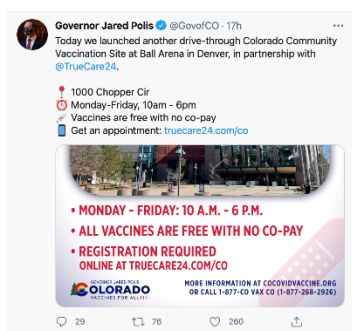 Governor Jared Polis @GovofCO · 17h
Today we launched another drive-through Colorado Community
Vaccination Site at Ball Arena in Denver, in partnership with
@TrueCare24.
1000 Chopper Cir
Monday-Friday, 10am - 6pm
Vaccines are free with no co-pay
Get an appointment: truecare24.com/co
• MONDAY - FRIDAY: 10 A.M. - 6 P.M.
• ALL VACCINES ARE FREE WITH NO CO-PAY
• REGISTRATION REQUIRED
ONLINE AT TRUECARE24.COM/CO
GOVERNOR JARED POLIS
COLORADO
VACCINES FOR ALL
MORE INFORMATION AT COCOVIDVACCINE.ORG
OR CALL 1-877-CO VAX CO (1-877-268-2926)
29 76 260